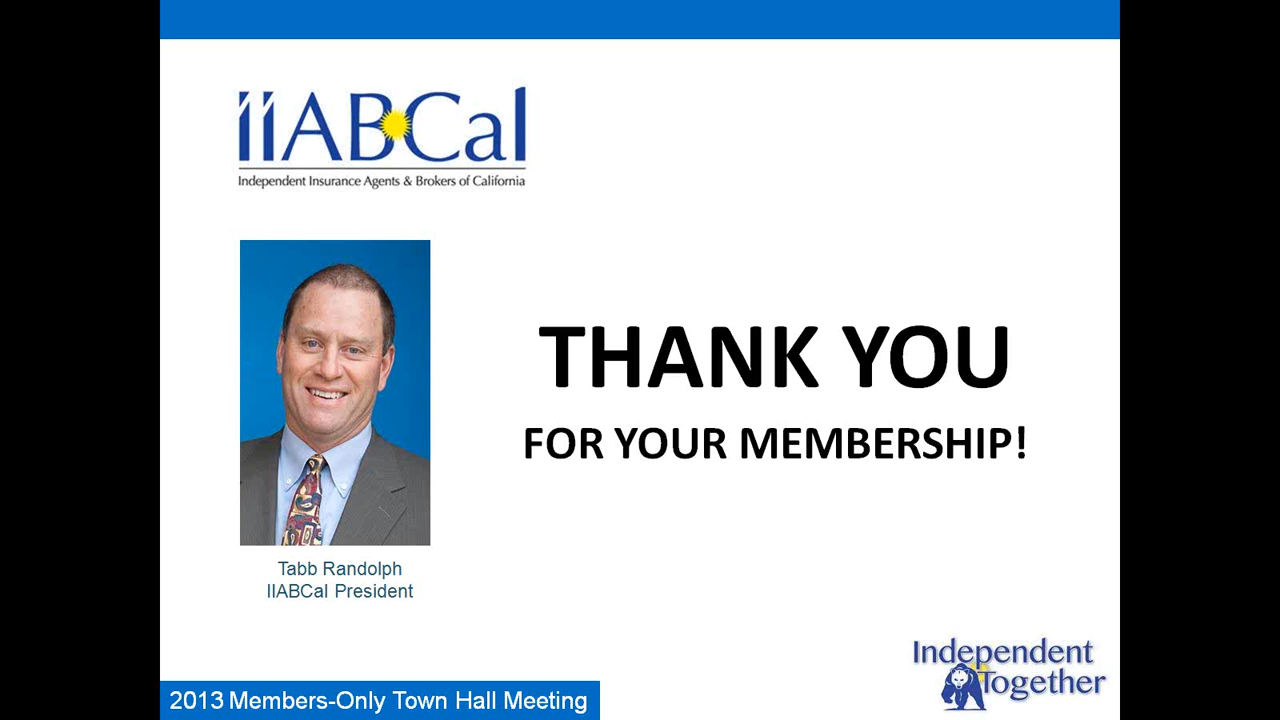 IIABCal
Independent Insurance Agents & Brokers of California
THANK YOU
FOR YOUR MEMBERSHIP!
Tabb Randolph
IIABCal President
Independent
Together
2013 Members-Only Town Hall Meeting